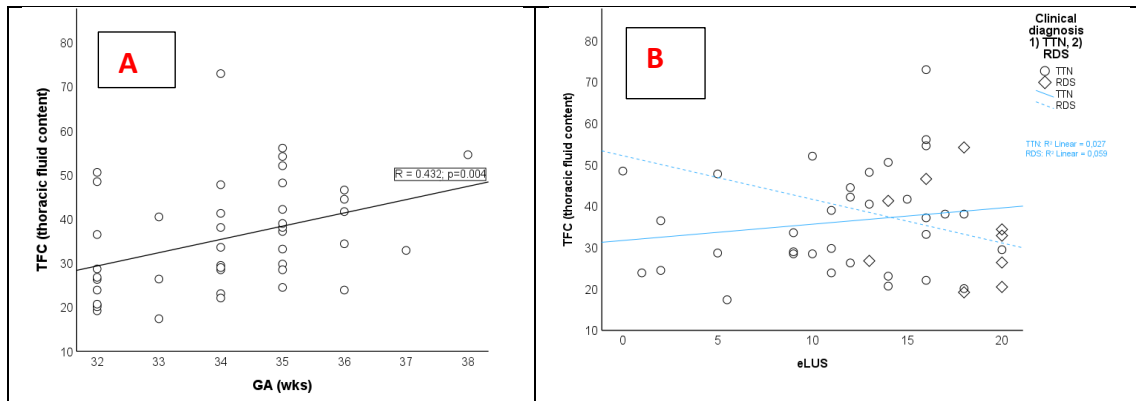 A
80
70
60
50
40
30
20
10
TFC (thoracic fluid content)
R = 0.432; p=0.004
32 33 34 35 36 37 38
GA (wks)
B
80
70
60
50
40
30
20
10
TFC (thoracic fluid content)
0 5 10 15 20
eLUS
Clinical
diagnosis
1) TTN, 2)
RDS
TTN
RDS
TTN
RDS
TTN: R² Linear = 0,027
RDS: R² Linear = 0,059